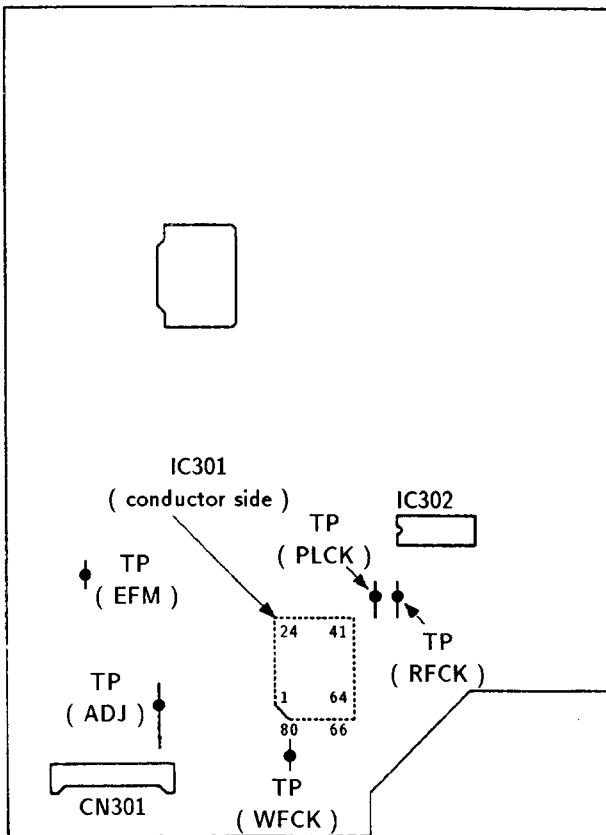 IC301
( conductor side )
IC302
TP
( PLCK )
TP
( EFM )
24 41
TP
( RFCK )
TP
( ADJ )
1 64
80 66
TP
( WFCK )
CN301